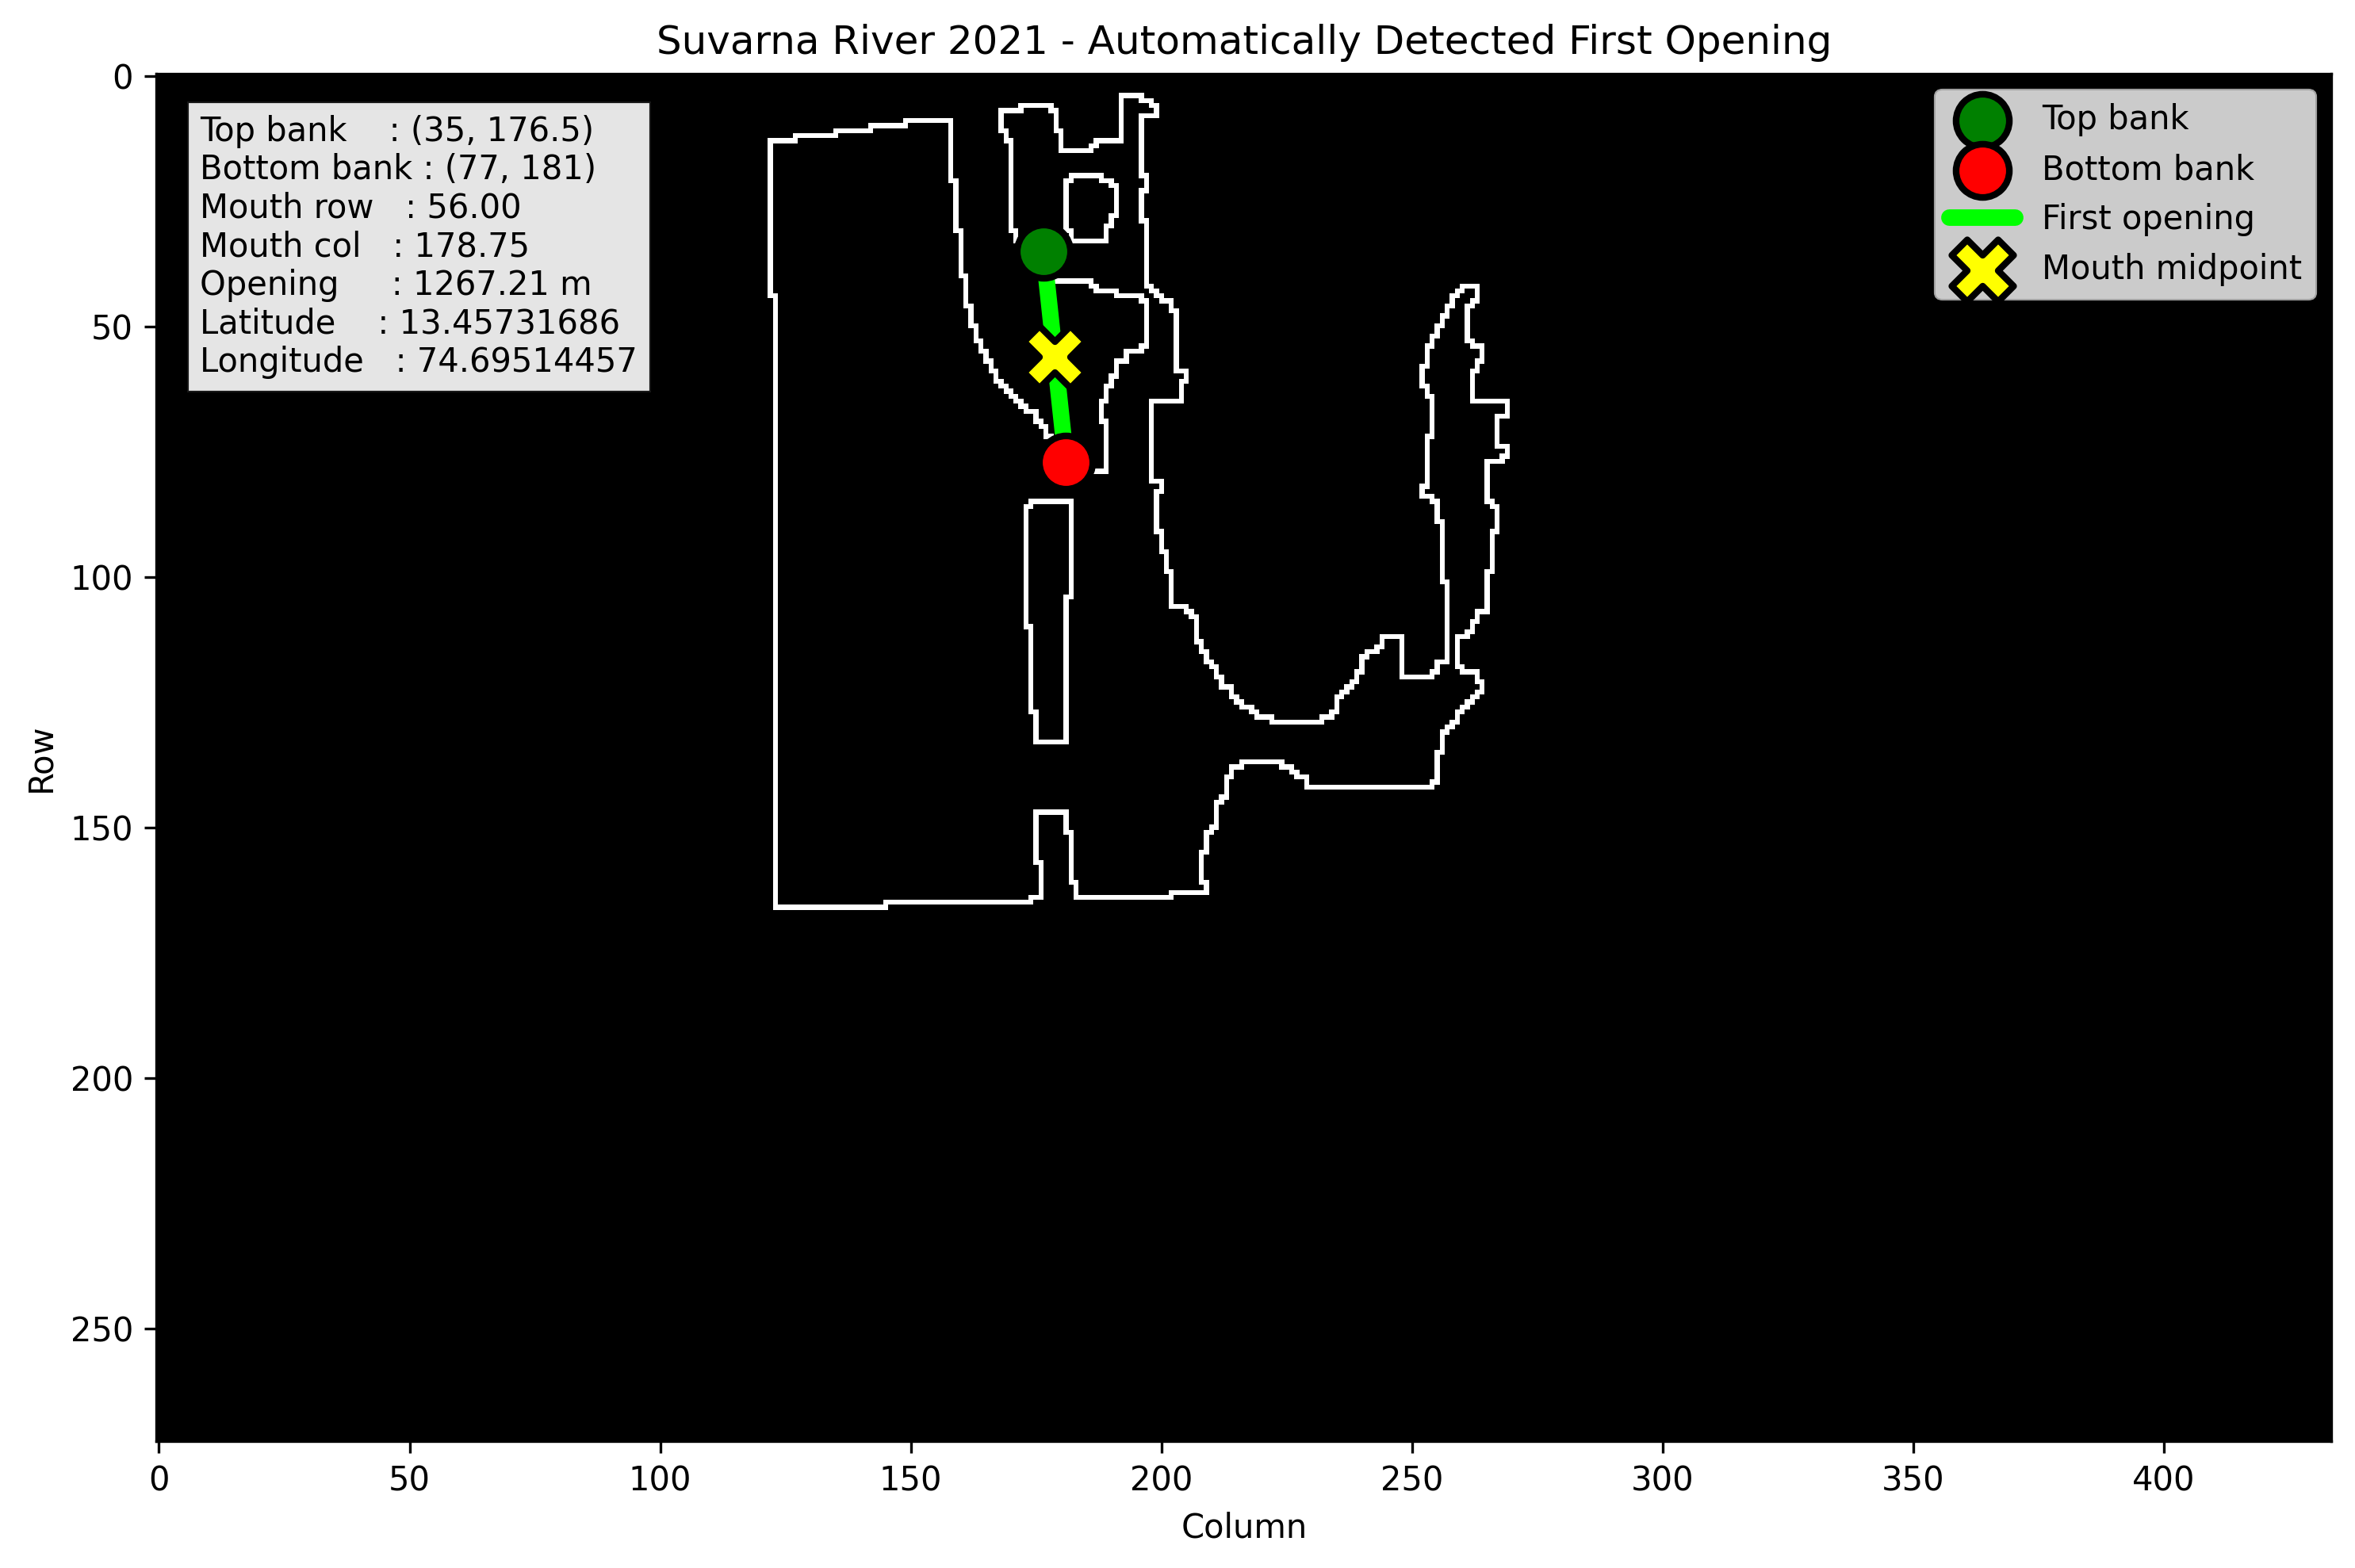 Suvarna River 2021 - Automatically Detected First Opening
Top bank : (35, 176.5)
Bottom bank : (77, 181)
Mouth row : 56.00
Mouth col : 178.75
Opening : 1267.21 m
Latitude : 13.45731686
Longitude : 74.69514457
Top bank
Bottom bank
First opening
Mouth midpoint
0
50
100
150
200
250
Row
0 50 100 150 200 250 300 350 400
Column